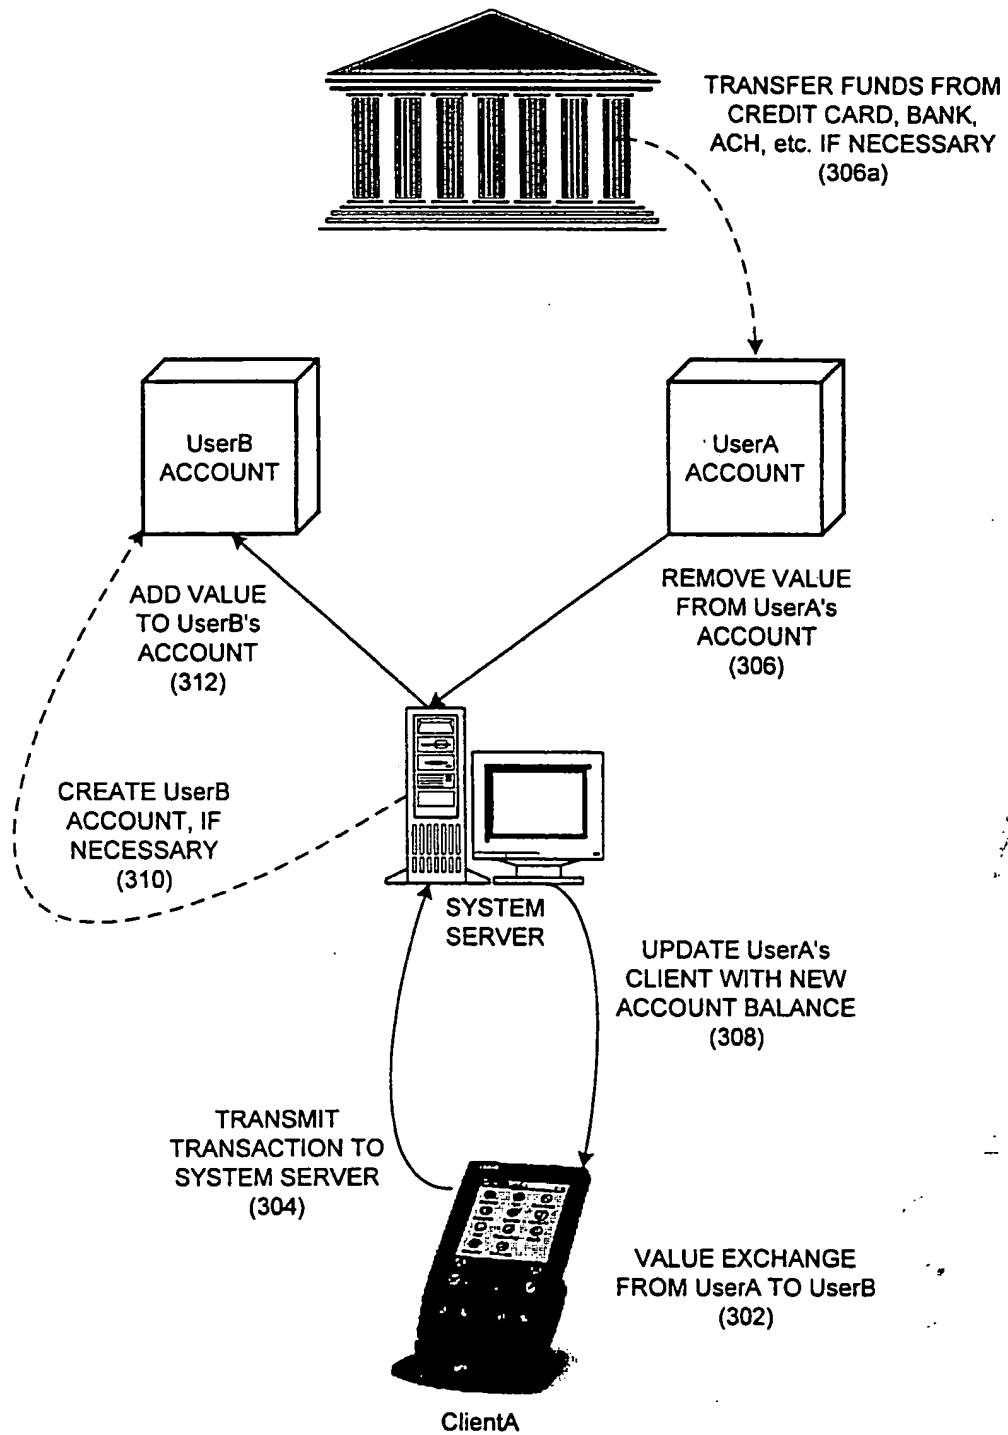 TRANSFER FUNDS FROM
CREDIT CARD, BANK,
ACH, etc. IF NECESSARY
(306a)
UserB
ACCOUNT
UserA
ACCOUNT
ADD VALUE
TO UserB's
ACCOUNT
(312)
REMOVE VALUE
FROM UserA's
ACCOUNT
(306)
CREATE UserB
ACCOUNT, IF
NECESSARY
(310)
SYSTEM
SERVER
UPDATE UserA's
CLIENT WITH NEW
ACCOUNT BALANCE
(308)
TRANSMIT
TRANSACTION TO
SYSTEM SERVER
(304)
VALUE EXCHANGE
FROM UserA TO UserB
(302)
ClientA